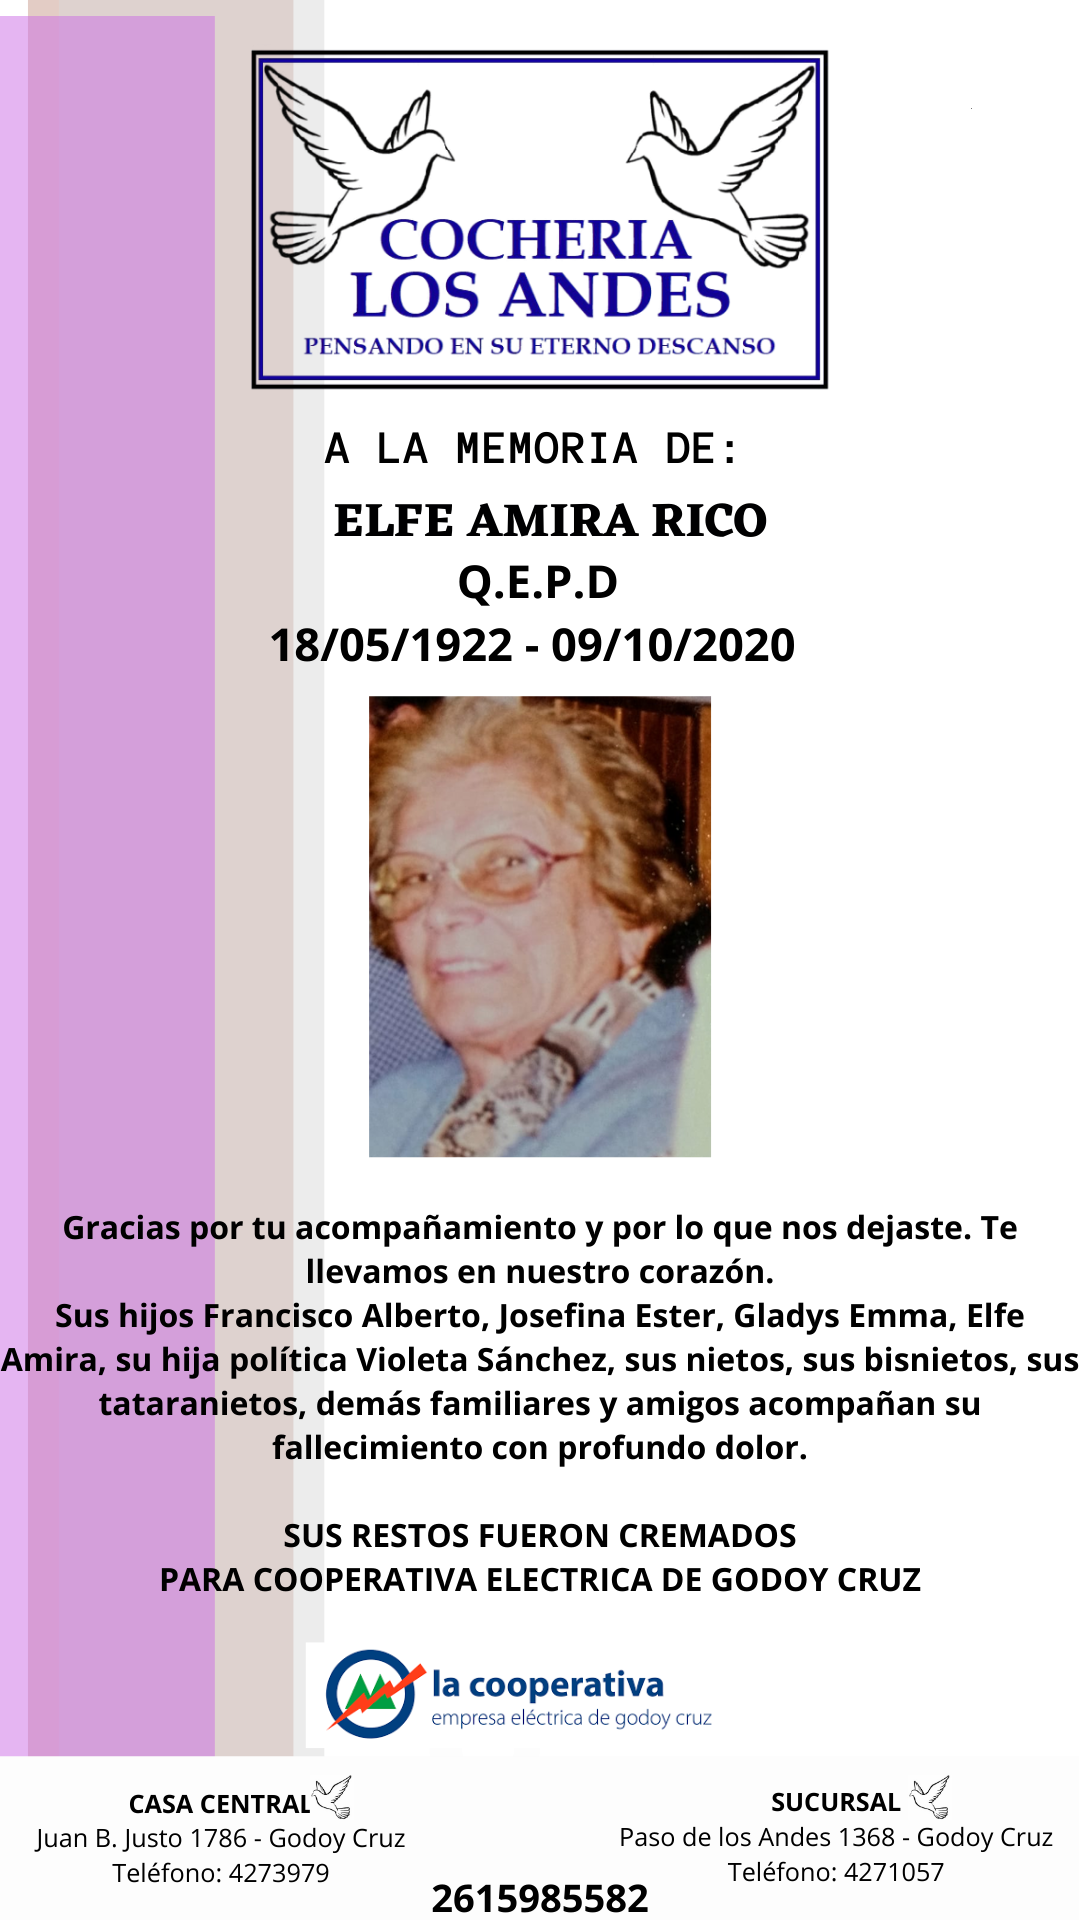 COCHERIA
LOS ANDES
PENSANDO EN SU ETERNO DESCANSO
A LA MEMORIA DE:
ELFE AMIRA RICO
Q.E.P.D
18/05/1922 - 09/10/2020
Gracias por tu acompañamiento y por lo que nos dejaste. Te
llevamos en nuestro corazón.
Sus hijos Francisco Alberto, Josefina Ester, Gladys Emma, Elfe
Amira, su hija política Violeta Sánchez, sus nietos, sus bisnietos, sus
tataranietos, demás familiares y amigos acompañan su
fallecimiento con profundo dolor.
SUS RESTOS FUERON CREMADOS
PARA COOPERATIVA ELECTRICA DE GODOY CRUZ
la cooperativa
empresa eléctrica de godoy cruz
CASA CENTRAL
Juan B. Justo 1786 - Godoy Cruz
Teléfono: 4273979
SUCURSAL
Paso de los Andes 1368 - Godoy Cruz
Teléfono: 4271057
2615985582